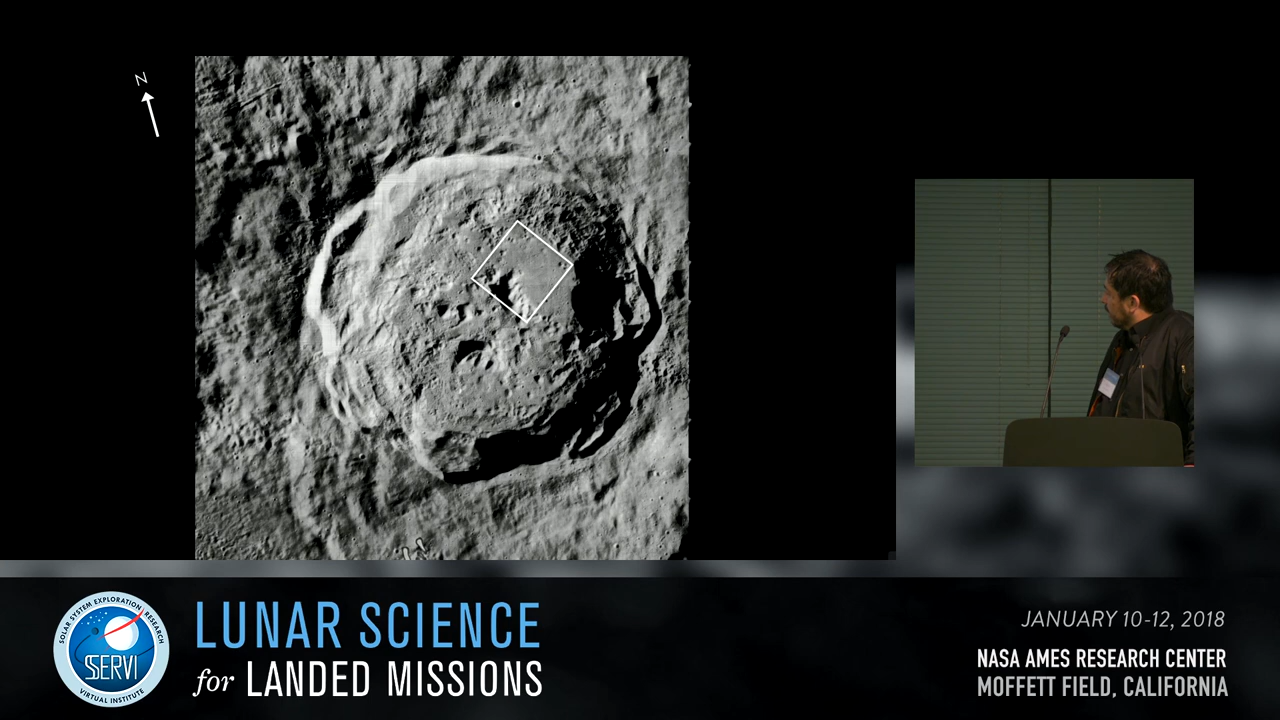 N
SOLAR SYSTEM EXPLORATION RESEARCH
SSERVI
VIRTUAL INSTITUTE
LUNAR SCIENCE
for LANDED MISSIONS
JANUARY 10-12, 2018
NASA AMES RESEARCH CENTER
MOFFETT FIELD, CALIFORNIA